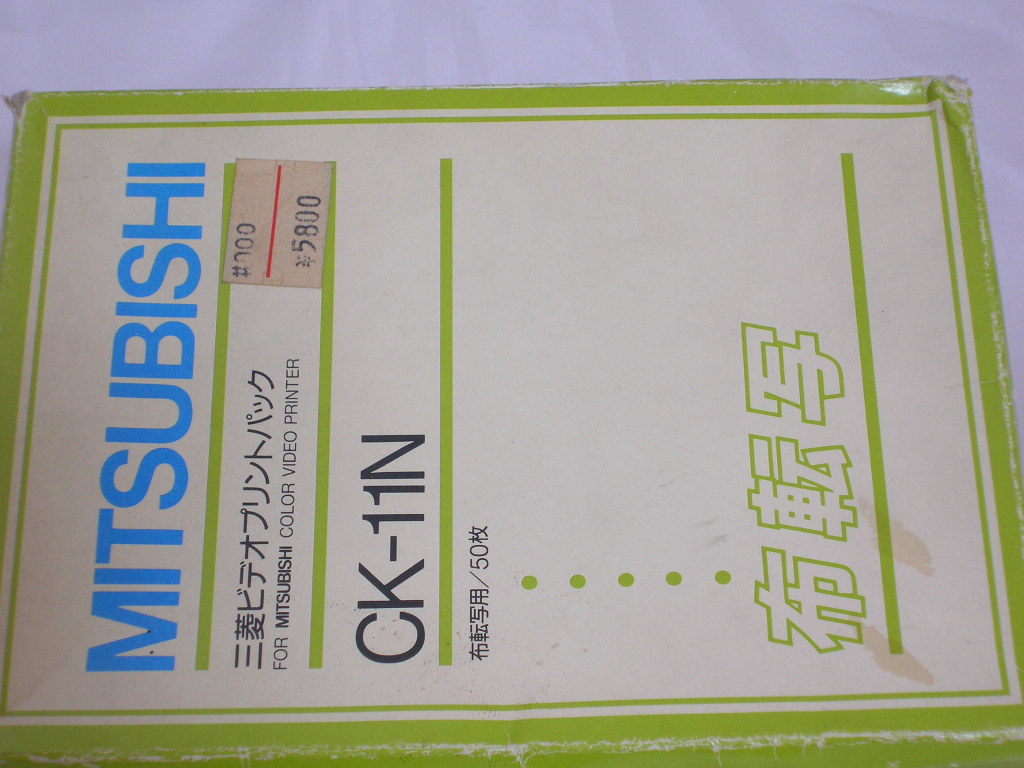 MITSUBISHI
三菱ビデオプリントパック
FOR MITSUBISHI COLOR VIDEO PRINTER
¥5800
CK-11N
布転写用/50枚
布転写